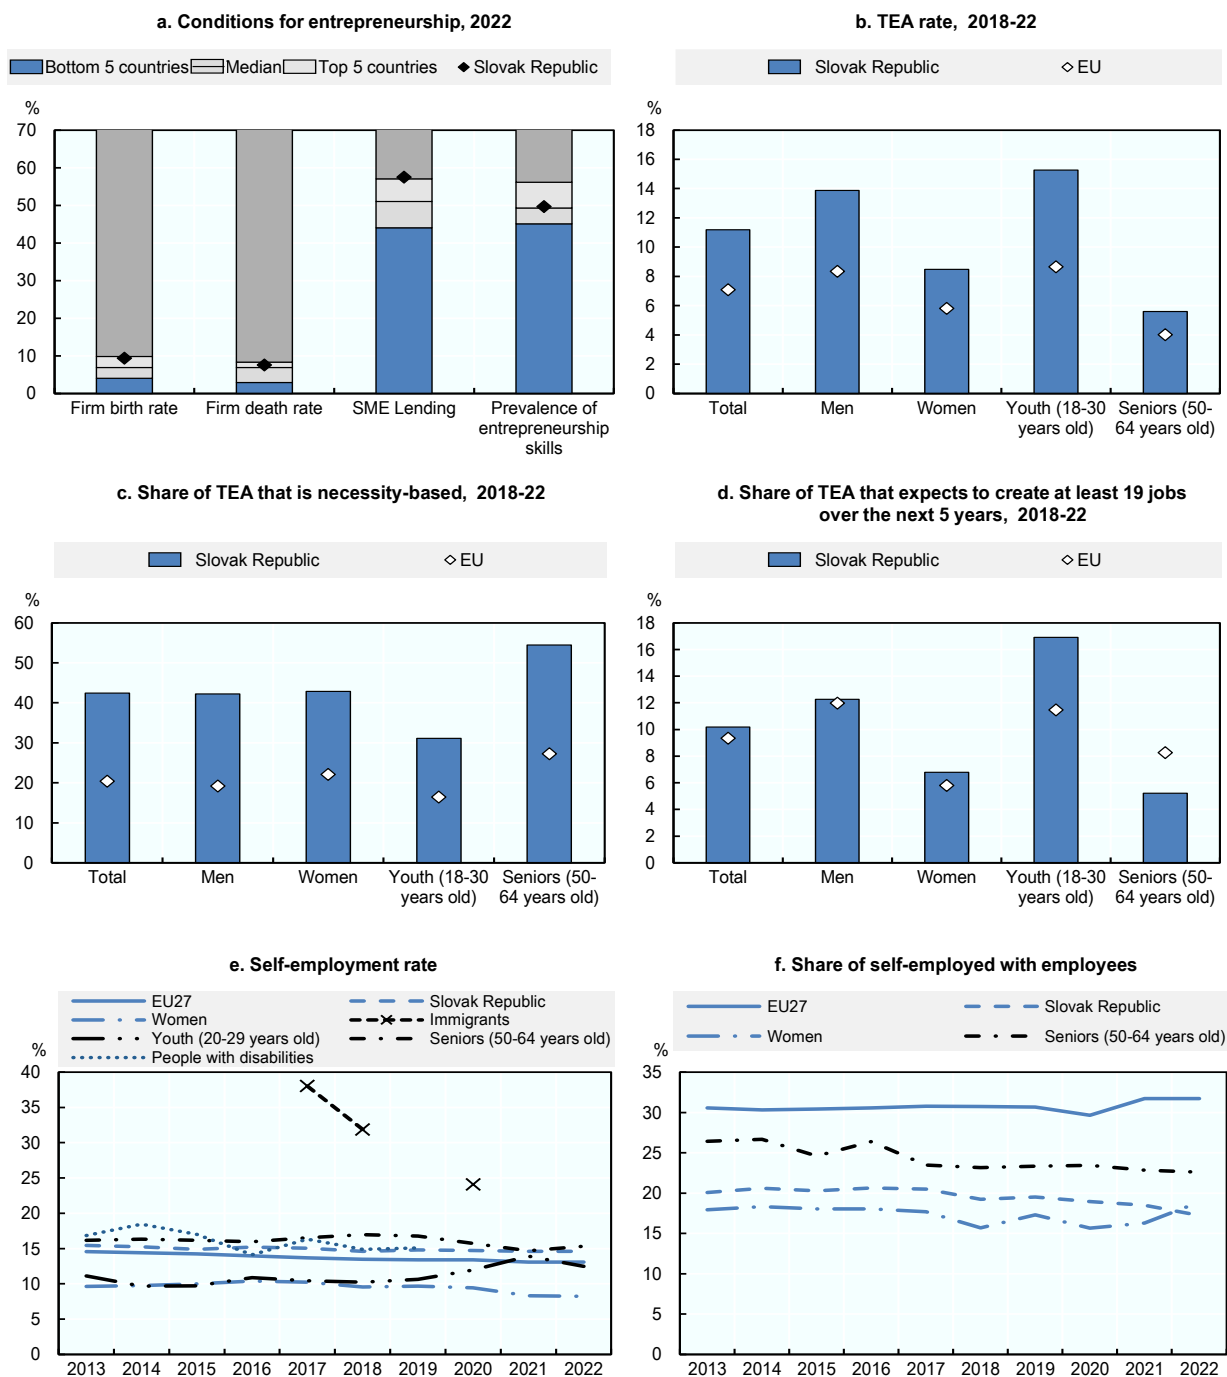 a. Conditions for entrepreneurship, 2022
Bottom 5 countries Median Top 5 countries Slovak Republic
%
70
60
50
40
30
20
10
0
Firm birth rate Firm death rate SME Lending Prevalence of
entrepreneurship
skills
b. TEA rate, 2018-22
Slovak Republic EU
%
18
16
14
12
10
8
6
4
2
0
Total Men Women Youth (18-30 Seniors (50-
years old) 64 years old)
c. Share of TEA that is necessity-based, 2018-22
Slovak Republic EU
%
60
50
40
30
20
10
0
Total Men Women Youth (18-30 Seniors (50-
years old) 64 years old)
d. Share of TEA that expects to create at least 19 jobs
over the next 5 years, 2018-22
Slovak Republic EU
%
18
16
14
12
10
8
6
4
2
0
Total Men Women Youth (18-30 Seniors (50-
years old) 64 years old)
e. Self-employment rate
EU27 Slovak Republic
Women Immigrants
Youth (20-29 years old) Seniors (50-64 years old)
People with disabilities
%
40
35
30
25
20
15
10
5
0
2013 2014 2015 2016 2017 2018 2019 2020 2021 2022
f. Share of self-employed with employees
EU27 Slovak Republic
Women Seniors (50-64 years old)
%
35
30
25
20
15
10
5
0
2013 2014 2015 2016 2017 2018 2019 2020 2021 2022